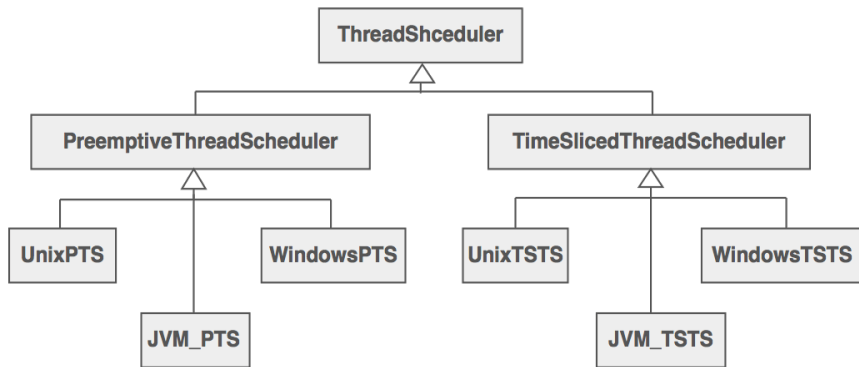 ThreadShceduler
PreemptiveThreadScheduler
TimeSlicedThreadScheduler
UnixPTS
WindowsPTS
UnixTSTS
WindowsTSTS
JVM_PTS
JVM_TSTS